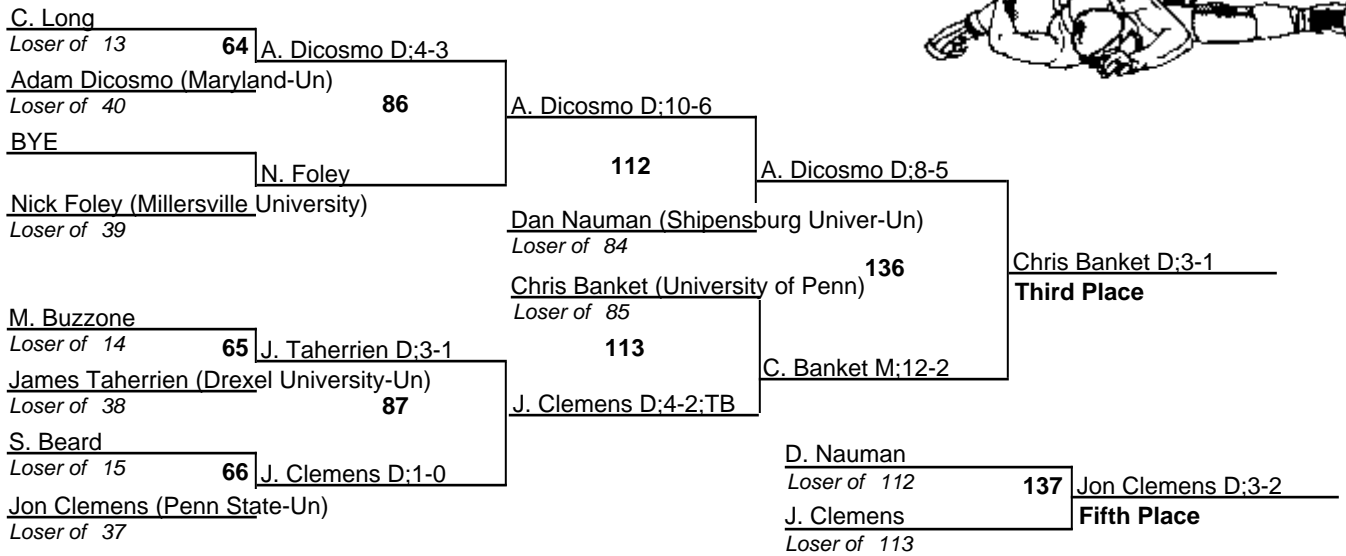 C. Long
Loser of 13
64
A. Dicosmo D;4-3
Adam Dicosmo (Maryland-Un)
Loser of 40
86
A. Dicosmo D;10-6
BYE
N. Foley
112
A. Dicosmo D;8-5
Nick Foley (Millersville University)
Loser of 39
Dan Nauman (Shipensburg Univer-Un)
Loser of 84
136
Chris Banket D;3-1
Third Place
Chris Banket (University of Penn)
Loser of 85
M. Buzzone
Loser of 14
65
J. Taherrien D;3-1
113
C. Banket M;12-2
James Taherrien (Drexel University-Un)
Loser of 38
87
J. Clemens D;4-2;TB
S. Beard
Loser of 15
66
J. Clemens D;1-0
Jon Clemens (Penn State-Un)
Loser of 37
D. Nauman
Loser of 112
137
Jon Clemens D;3-2
Fifth Place
J. Clemens
Loser of 113